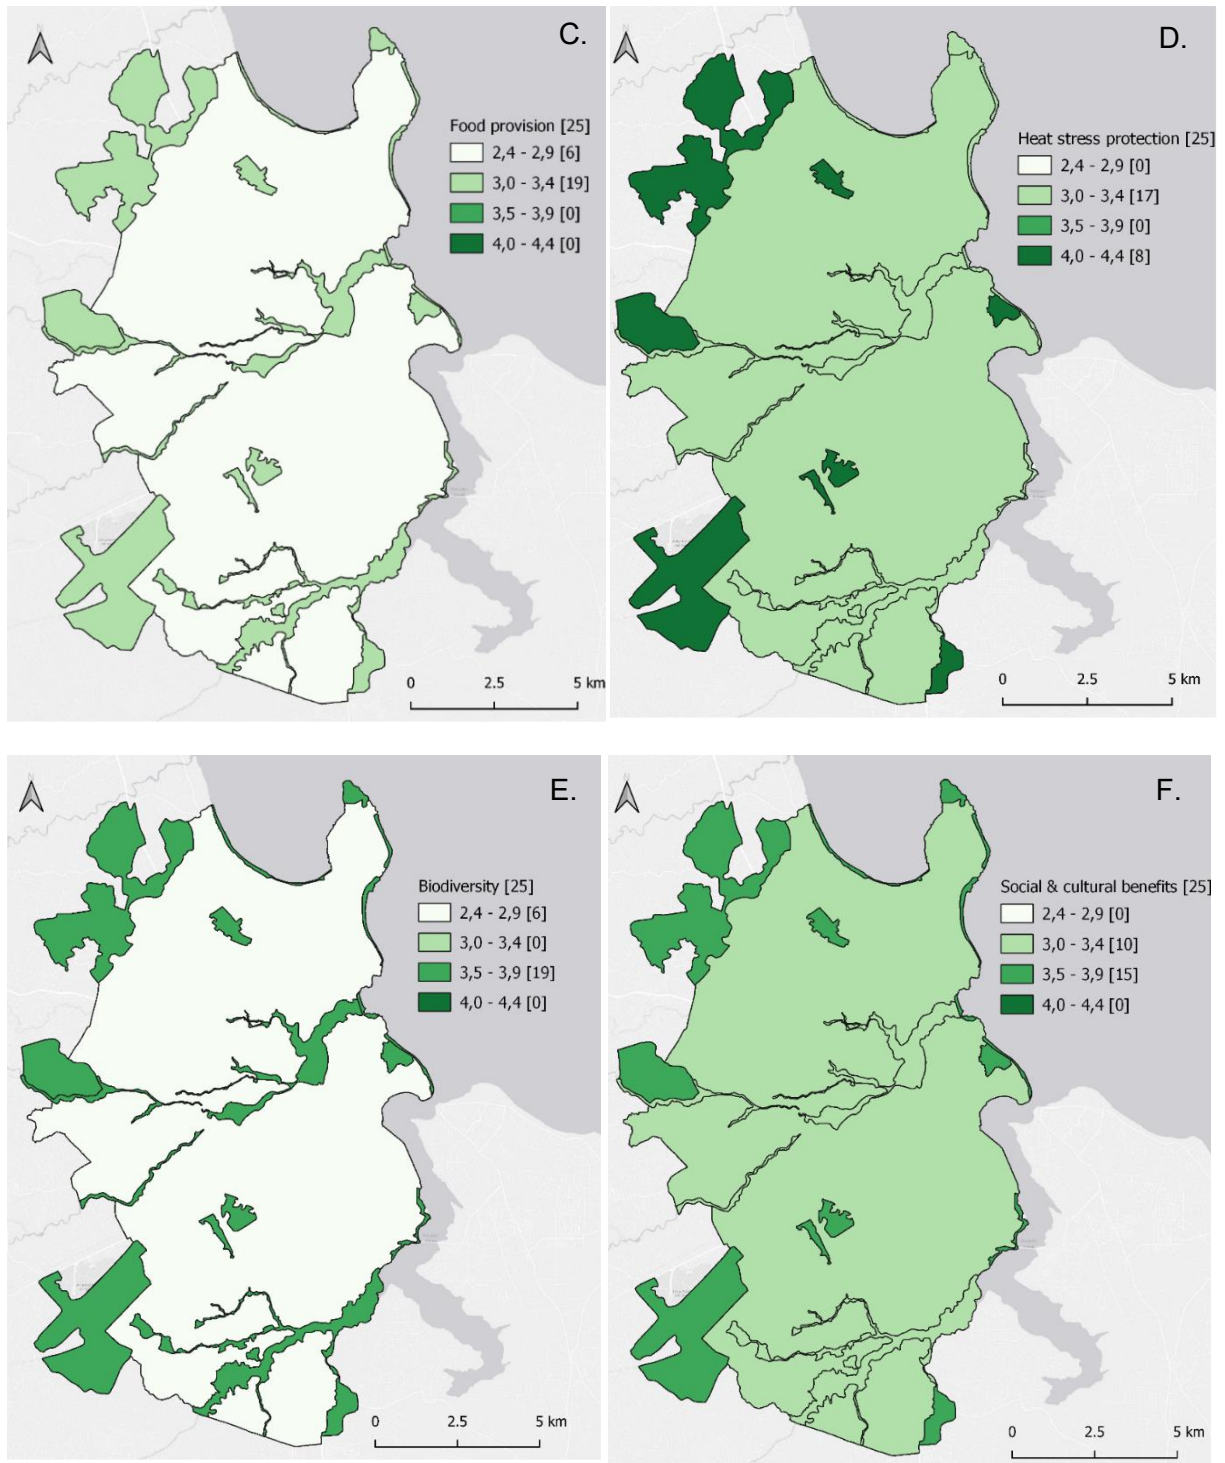 C.
Food provision [25]
2,4 - 2,9 [6]
3,0 - 3,4 [19]
3,5 - 3,9 [0]
4,0 - 4,4 [0]
0 2.5 5 km
D.
Heat stress protection [25]
2,4 - 2,9 [0]
3,0 - 3,4 [17]
3,5 - 3,9 [0]
4,0 - 4,4 [8]
0 2.5 5 km
E.
Biodiversity [25]
2,4 - 2,9 [6]
3,0 - 3,4 [0]
3,5 - 3,9 [19]
4,0 - 4,4 [0]
0 2.5 5 km
F.
Social & cultural benefits [25]
2,4 - 2,9 [0]
3,0 - 3,4 [10]
3,5 - 3,9 [15]
4,0 - 4,4 [0]
0 2.5 5 km